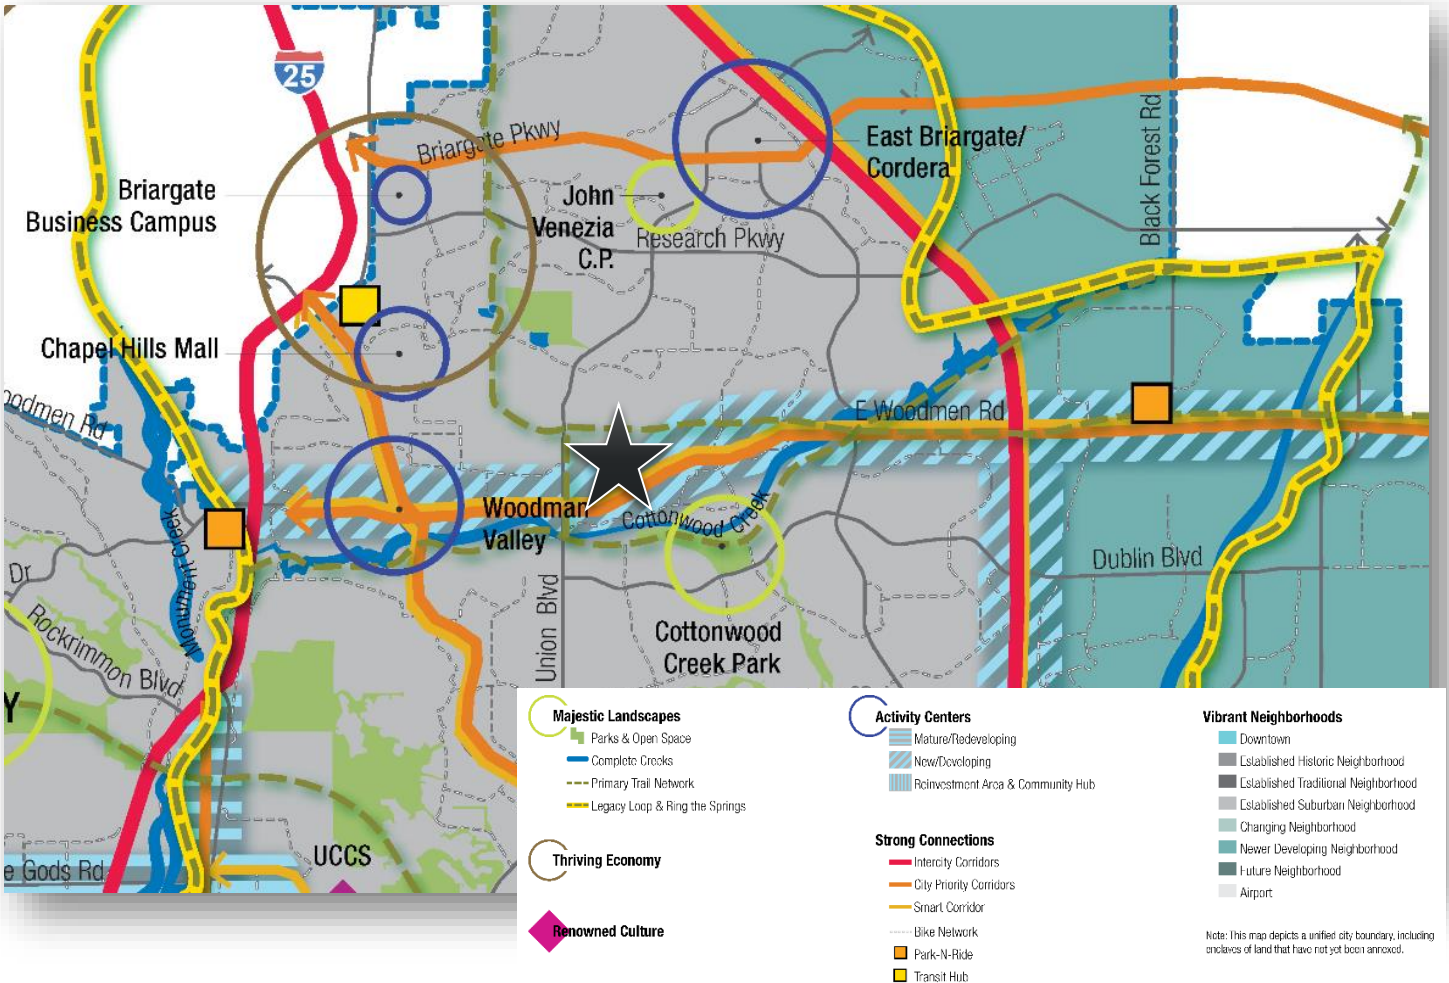 25
Briargate Pkwy
East Briargate/
Cordera
Black Forest Rd
Briargate
Business Campus
John
Venezia
C.P.
Research Pkwy
Chapel Hills Mall
oodmen Rd
E Woodmen Rd
Woodman
Valley
Cottonwood Creek
Monument Creek
Dublin Blvd
Dr
Rockrimmon Blvd
Union Blvd
Cottonwood
Creek Park
Y
UCCS
e Gods Rd
Majestic Landscapes
Parks & Open Space
Complete Creeks
Primary Trail Network
Legacy Loop & Ring the Springs
Thriving Economy
Renowned Culture
Activity Centers
Mature/Redeveloping
New/Developing
Reinvestment Area & Community Hub
Strong Connections
Intercity Corridors
City Priority Corridors
Smart Corridor
Bike Network
Park-N-Ride
Transit Hub
Vibrant Neighborhoods
Downtown
Established Historic Neighborhood
Established Traditional Neighborhood
Established Suburban Neighborhood
Changing Neighborhood
Newer Developing Neighborhood
Future Neighborhood
Airport
Note: This map depicts a unified city boundary, including
enclaves of land that have not yet been annexed.